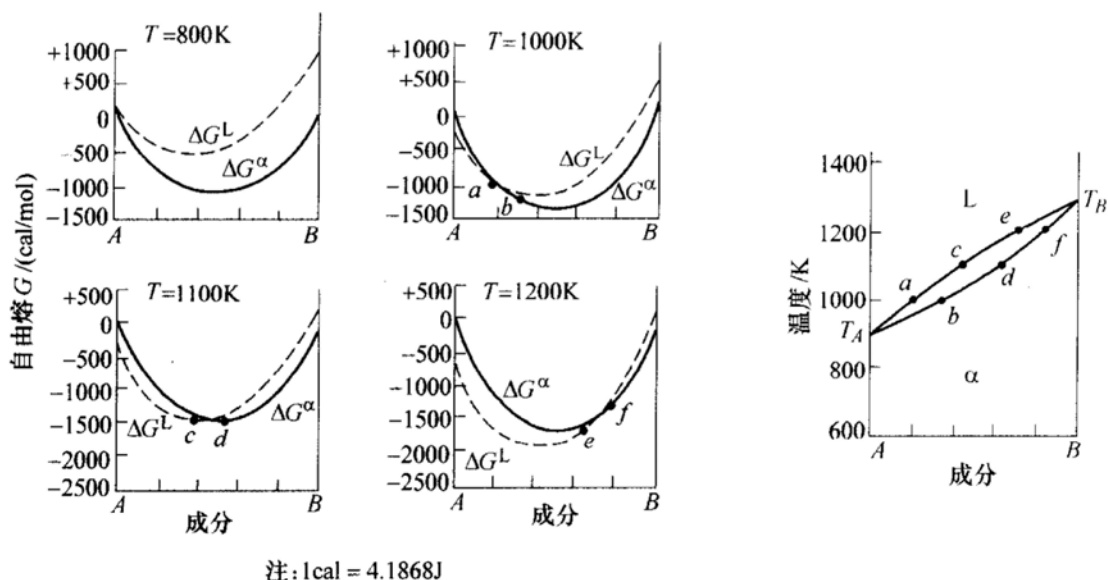 T=800K
+1000
+500
0
−500
−1000
−1500
ΔG^L
ΔG^α
A
B
T=1000K
+1000
+500
0
−500
−1000
−1500
ΔG^L
ΔG^α
a
b
A
B
自由焓 G /(cal/mol)
T=1100K
+500
0
−500
−1000
−1500
−2000
−2500
ΔG^L
c
d
ΔG^α
A
B
成分
T=1200K
+500
0
−500
−1000
−1500
−2000
−2500
ΔG^α
ΔG^L
e
f
A
B
成分
温度/K
1400
1200
1000
800
600
L
T_B
T_A
a
b
c
d
e
f
α
A
B
成分
注:1cal = 4.1868J